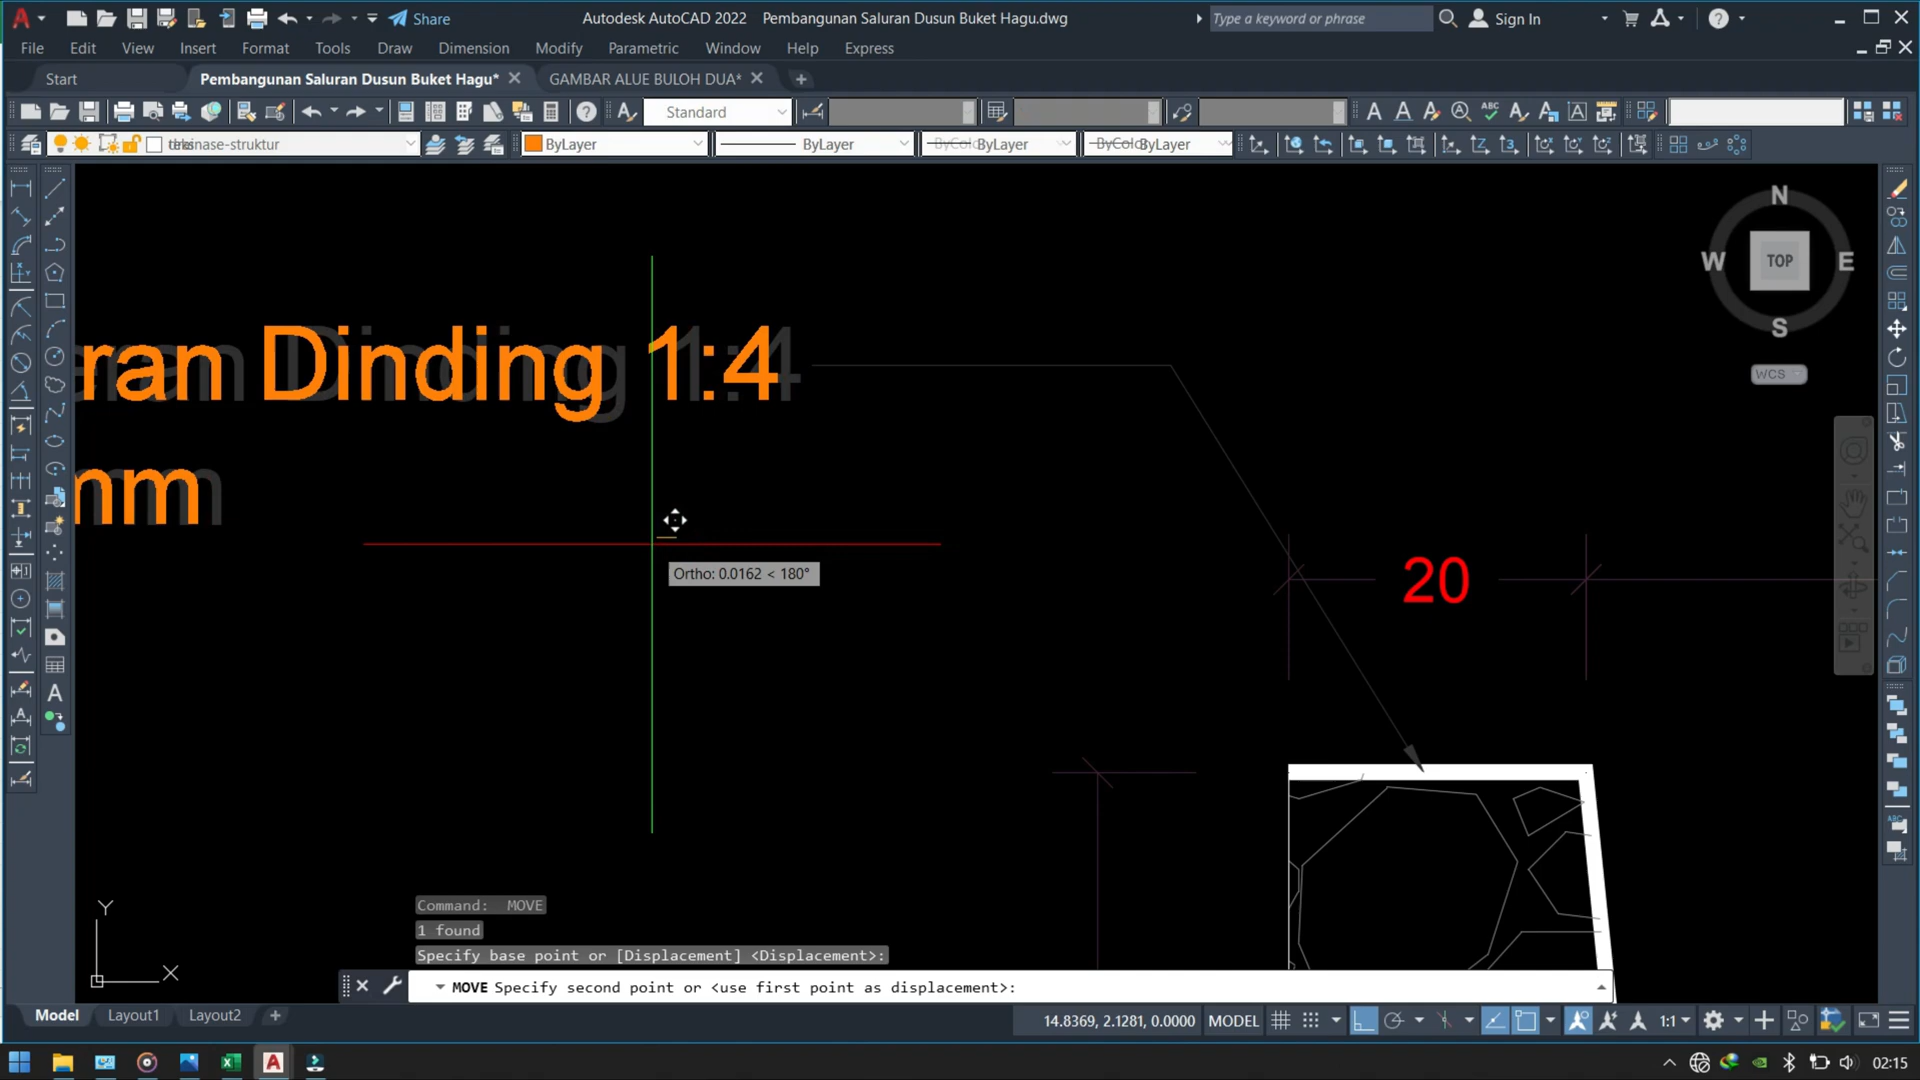 Share
Autodesk AutoCAD 2022 Pembangunan Saluran Dusun Buket Hagu.dwg
Type a keyword or phrase
Sign In
File Edit View Insert Format Tools Draw Dimension Modify Parametric Window Help Express
Start
Pembangunan Saluran Dusun Buket Hagu*
GAMBAR ALUE BULOH DUA*
Standard
ByLayer
ByLayer
ByLayer
ByLayer
N
W
TOP
E
S
WCS
ran Dinding 1:4
mm
Ortho: 0.0162 < 180°
20
Y
X
Command: MOVE
1 found
Specify base point or [Displacement] <Displacement>:
MOVE Specify second point or <use first point as displacement>:
Model Layout1 Layout2
14.8369, 2.1281, 0.0000 MODEL
1:1
02:15